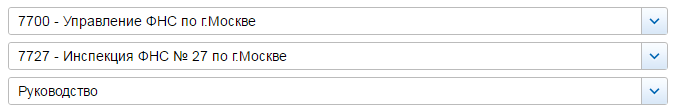 7700 - Управление ФНС по г.Москве
7727 - Инспекция ФНС № 27 по г.Москве
Руководство